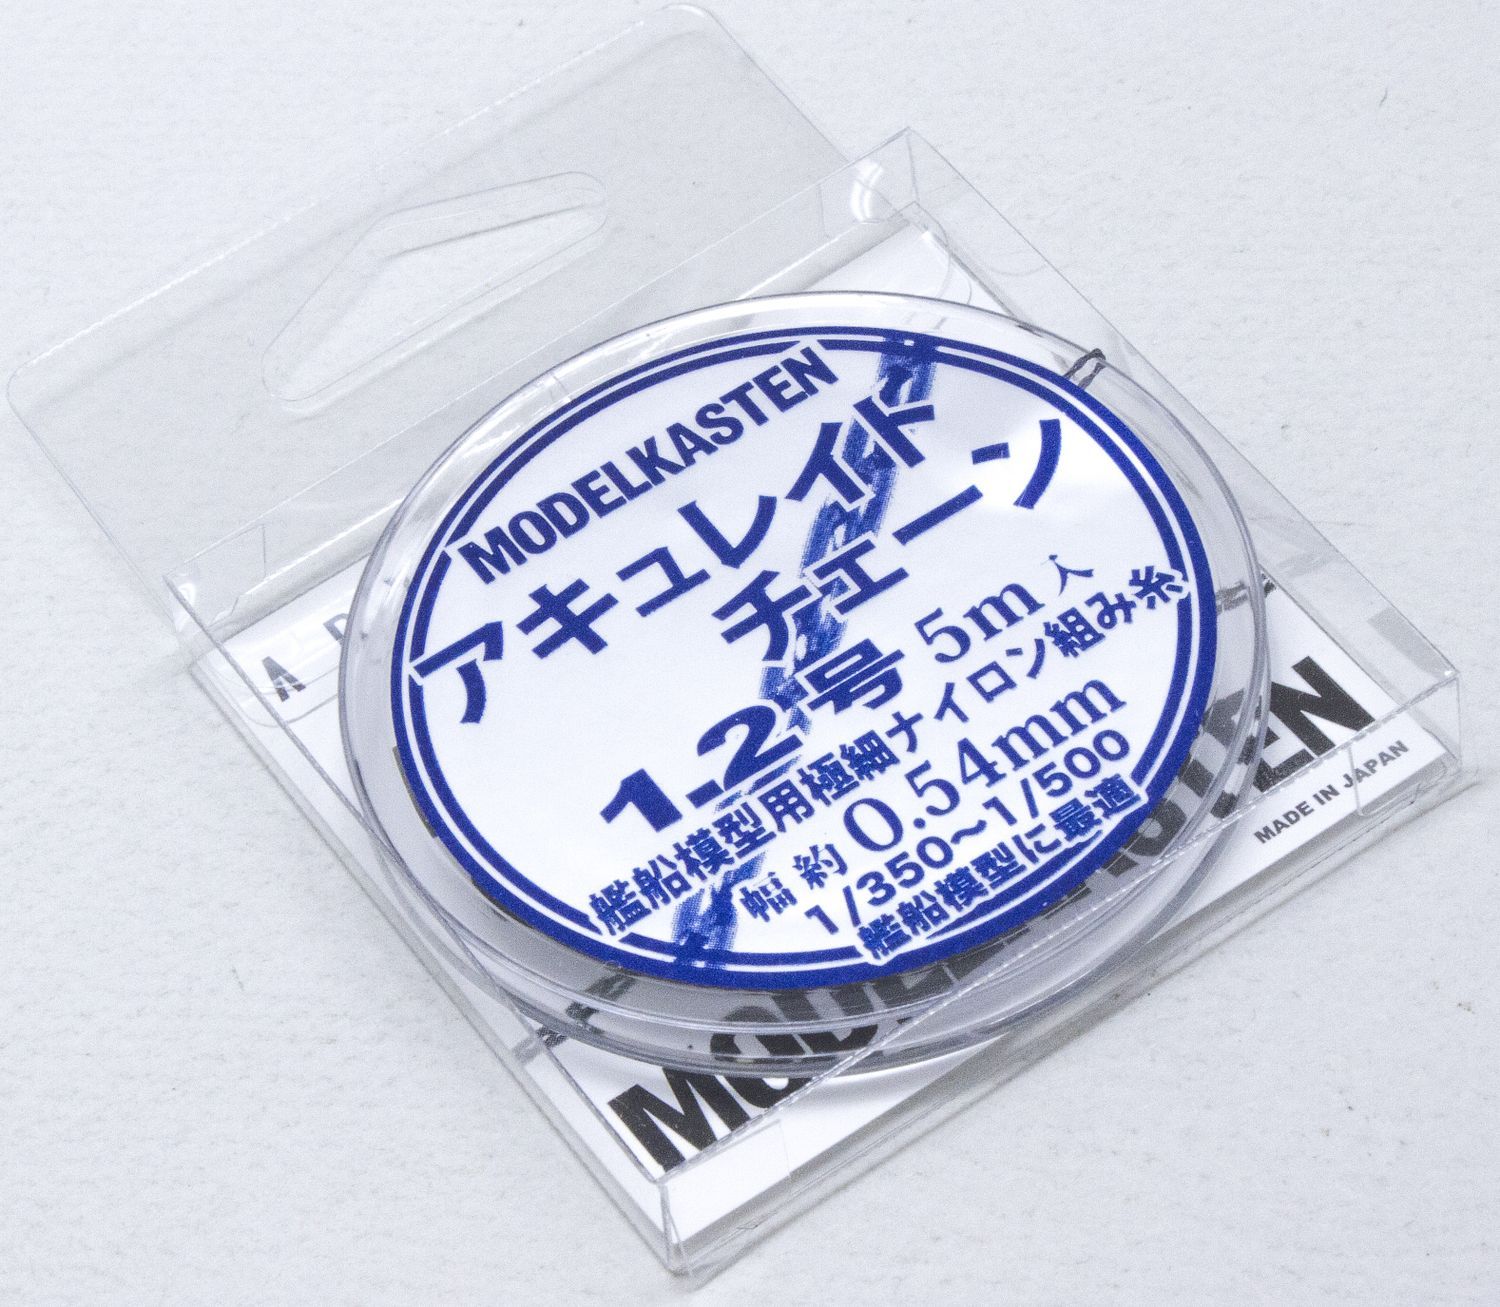 MODELKASTEN
アキュレイド
チェーン
1.2号 5m入
艦船模型用極細ナイロン組み糸
幅約0.54mm
1/350〜1/500
艦船模型に最適
MADE IN JAPAN